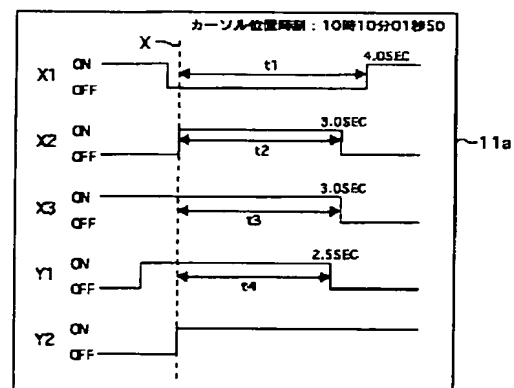 カーソル位置時刻：10時10分01秒50
X
X1 ON OFF t1 4.0SEC
X2 ON OFF t2 3.0SEC
X3 ON OFF t3 3.0SEC
Y1 ON OFF t4 2.5SEC
Y2 ON OFF
11a